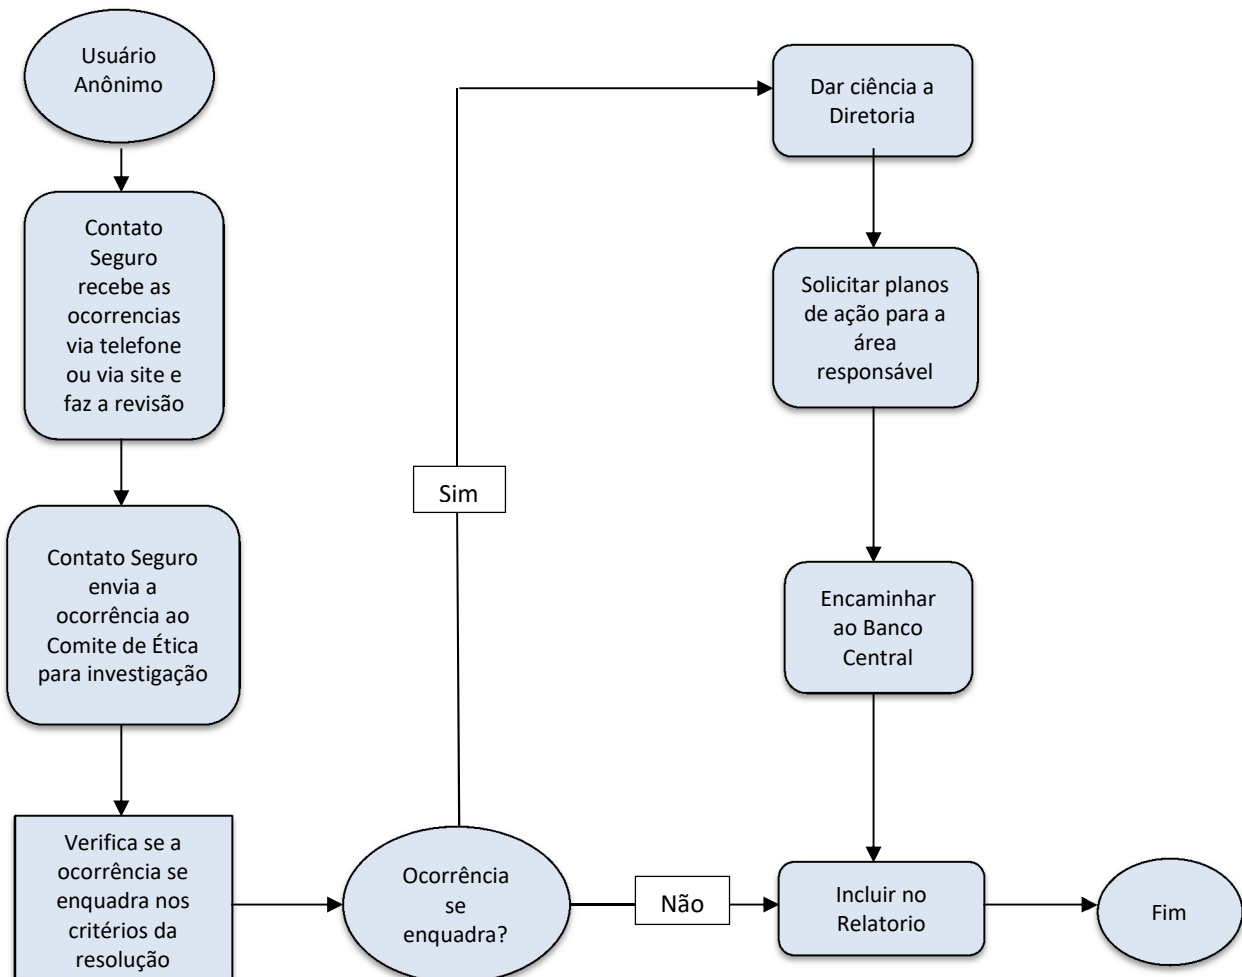 Usuário
Anônimo
Contato
Seguro
recebe as
ocorrencias
via telefone
ou via site e
faz a revisão
Contato Seguro
envia a
ocorrência ao
Comite de Ética
para investigação
Verifica se a
ocorrência se
enquadra nos
critérios da
resolução
Ocorrência
se
enquadra?
Sim
Não
Dar ciência a
Diretoria
Solicitar planos
de ação para a
área
responsável
Encaminhar
ao Banco
Central
Incluir no
Relatorio
Fim